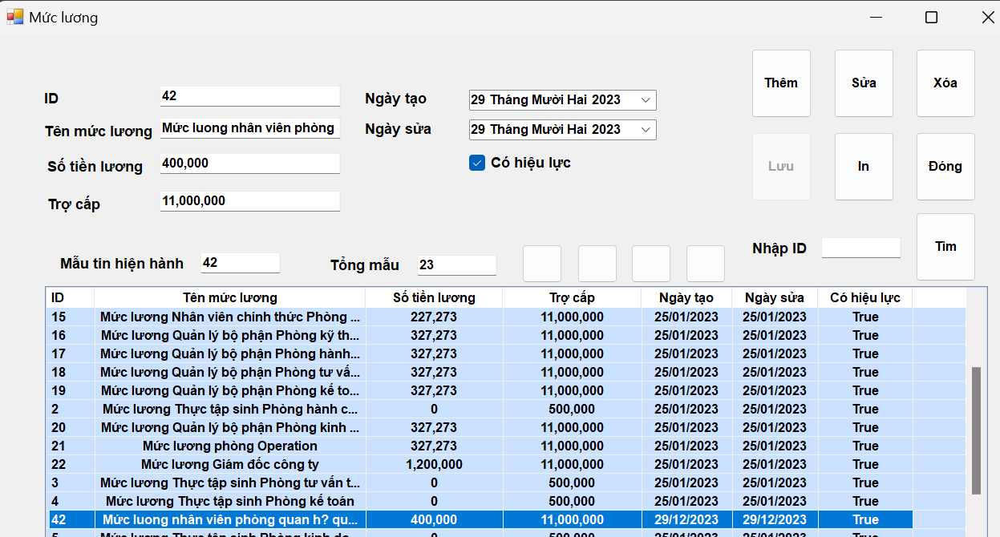 Mức lương
ID 42 Ngày tạo 29 Tháng Mười Hai 2023 Thêm Sửa Xóa
Tên mức lương Mức luong nhân viên phòng Ngày sửa 29 Tháng Mười Hai 2023
Số tiền lương 400,000 Có hiệu lực Lưu In Đóng
Trợ cấp 11,000,000
Mẫu tin hiện hành 42 Tổng mẫu 23 Nhập ID Tìm
ID Tên mức lương Số tiền lương Trợ cấp Ngày tạo Ngày sửa Có hiệu lực
15 Mức lương Nhân viên chính thức Phòng ... 227,273 11,000,000 25/01/2023 25/01/2023 True
16 Mức lương Quản lý bộ phận Phòng kỹ th... 327,273 11,000,000 25/01/2023 25/01/2023 True
17 Mức lương Quản lý bộ phận Phòng hành... 327,273 11,000,000 25/01/2023 25/01/2023 True
18 Mức lương Quản lý bộ phận Phòng tư vấ... 327,273 11,000,000 25/01/2023 25/01/2023 True
19 Mức lương Quản lý bộ phận Phòng kế to... 327,273 11,000,000 25/01/2023 25/01/2023 True
2 Mức lương Thực tập sinh Phòng hành c... 0 500,000 25/01/2023 25/01/2023 True
20 Mức lương Quản lý bộ phận Phòng kinh ... 327,273 11,000,000 25/01/2023 25/01/2023 True
21 Mức lương phòng Operation 327,273 11,000,000 25/01/2023 25/01/2023 True
22 Mức lương Giám đốc công ty 1,200,000 11,000,000 25/01/2023 25/01/2023 True
3 Mức lương Thực tập sinh Phòng tư vấn t... 0 500,000 25/01/2023 25/01/2023 True
4 Mức lương Thực tập sinh Phòng kế toán 0 500,000 25/01/2023 25/01/2023 True
42 Mức luong nhân viên phòng quan h? qu... 400,000 11,000,000 29/12/2023 29/12/2023 True
5 Mức lương Thực tập sinh Phòng kinh do... 0 500,000 25/01/2023 25/01/2023 True